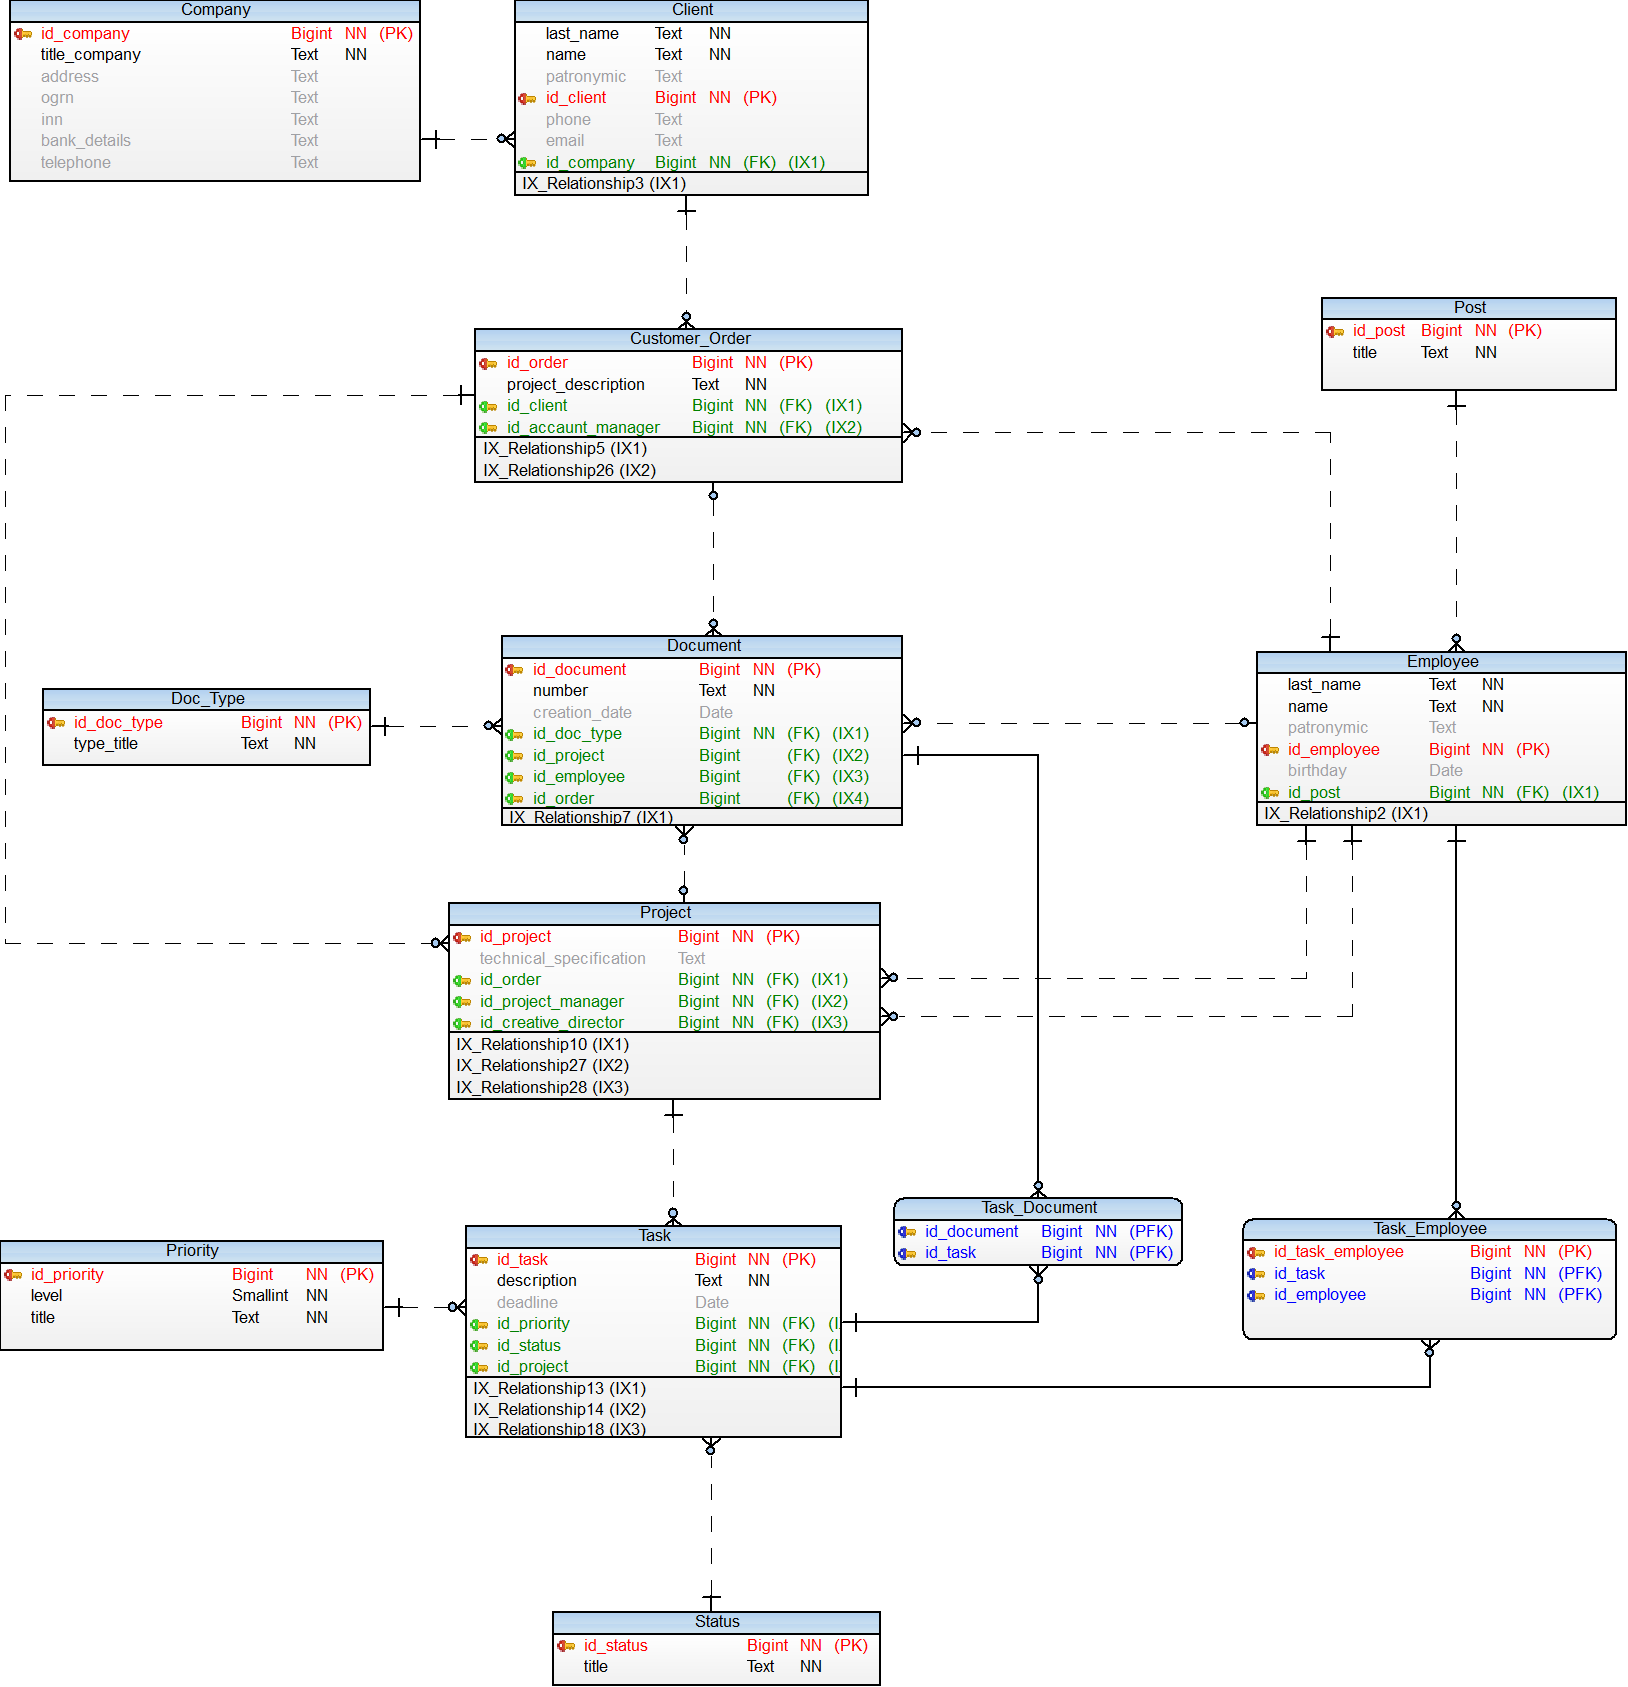 Company
id_company Bigint NN (PK)
title_company Text NN
address Text
ogrn Text
inn Text
bank_details Text
telephone Text
Client
last_name Text NN
name Text NN
patronymic Text
id_client Bigint NN (PK)
phone Text
email Text
id_company Bigint NN (FK) (IX1)
IX_Relationship3 (IX1)
Post
id_post Bigint NN (PK)
title Text NN
Customer_Order
id_order Bigint NN (PK)
project_description Text NN
id_client Bigint NN (FK) (IX1)
id_accaunt_manager Bigint NN (FK) (IX2)
IX_Relationship5 (IX1)
IX_Relationship26 (IX2)
Document
id_document Bigint NN (PK)
number Text NN
creation_date Date
id_doc_type Bigint NN (FK) (IX1)
id_project Bigint (FK) (IX2)
id_employee Bigint (FK) (IX3)
id_order Bigint (FK) (IX4)
IX_Relationship7 (IX1)
Doc_Type
id_doc_type Bigint NN (PK)
type_title Text NN
Employee
last_name Text NN
name Text NN
patronymic Text
id_employee Bigint NN (PK)
birthday Date
id_post Bigint NN (FK) (IX1)
IX_Relationship2 (IX1)
Project
id_project Bigint NN (PK)
technical_specification Text
id_order Bigint NN (FK) (IX1)
id_project_manager Bigint NN (FK) (IX2)
id_creative_director Bigint NN (FK) (IX3)
IX_Relationship10 (IX1)
IX_Relationship27 (IX2)
IX_Relationship28 (IX3)
Task_Document
id_document Bigint NN (PFK)
id_task Bigint NN (PFK)
Task_Employee
id_task_employee Bigint NN (PK)
id_task Bigint NN (PFK)
id_employee Bigint NN (PFK)
Priority
id_priority Bigint NN (PK)
level Smallint NN
title Text NN
Task
id_task Bigint NN (PK)
description Text NN
deadline Date
id_priority Bigint NN (FK) (I
id_status Bigint NN (FK) (I
id_project Bigint NN (FK) (I
IX_Relationship13 (IX1)
IX_Relationship14 (IX2)
IX_Relationship18 (IX3)
Status
id_status Bigint NN (PK)
title Text NN